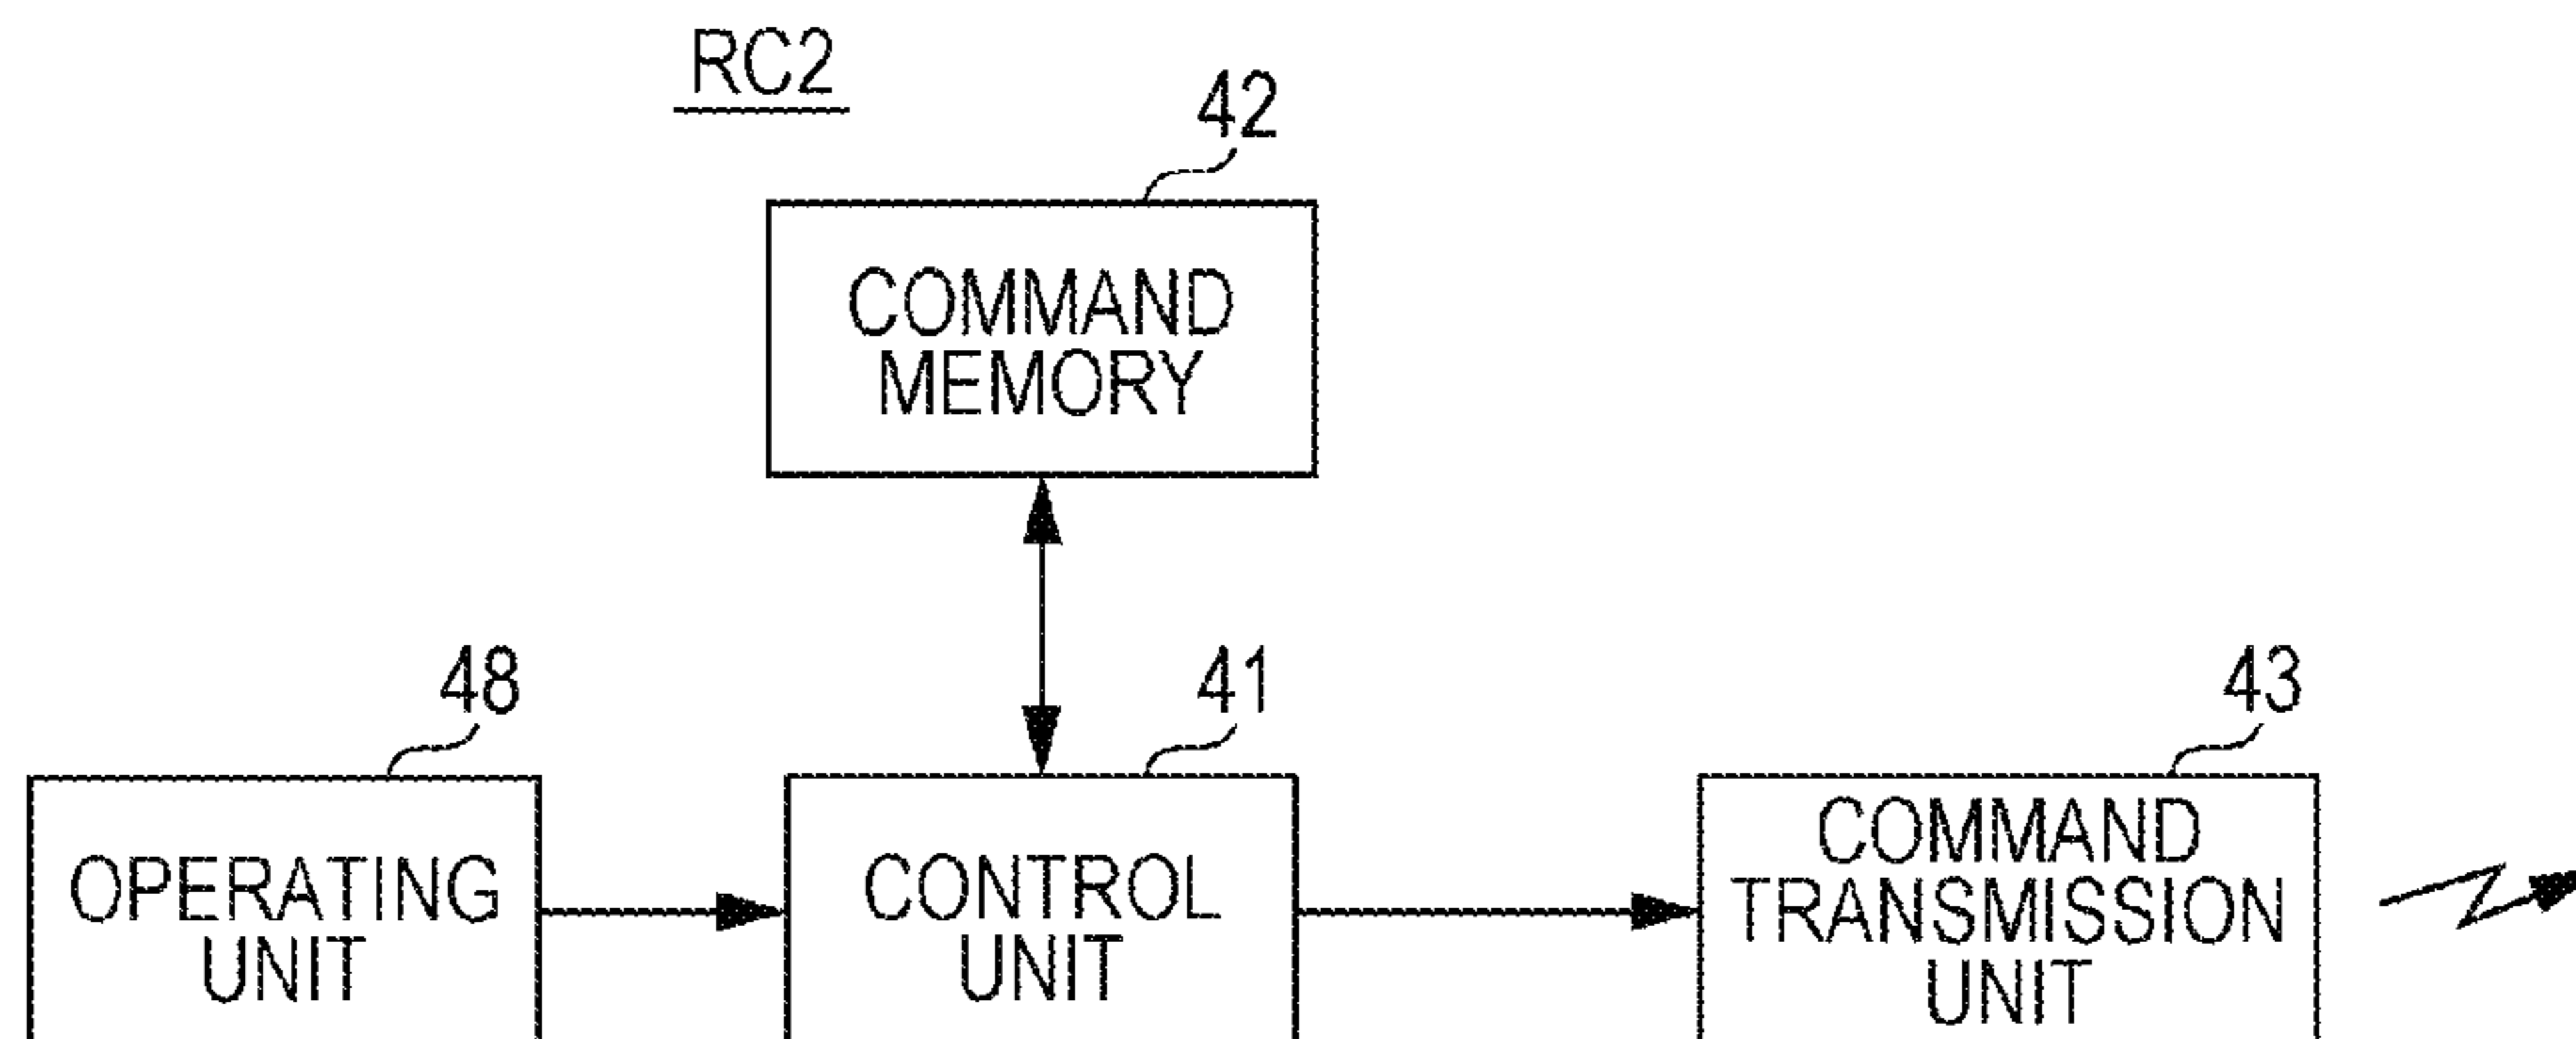 RC2
42
COMMAND
MEMORY
48
OPERATING
UNIT
41
CONTROL
UNIT
43
COMMAND
TRANSMISSION
UNIT